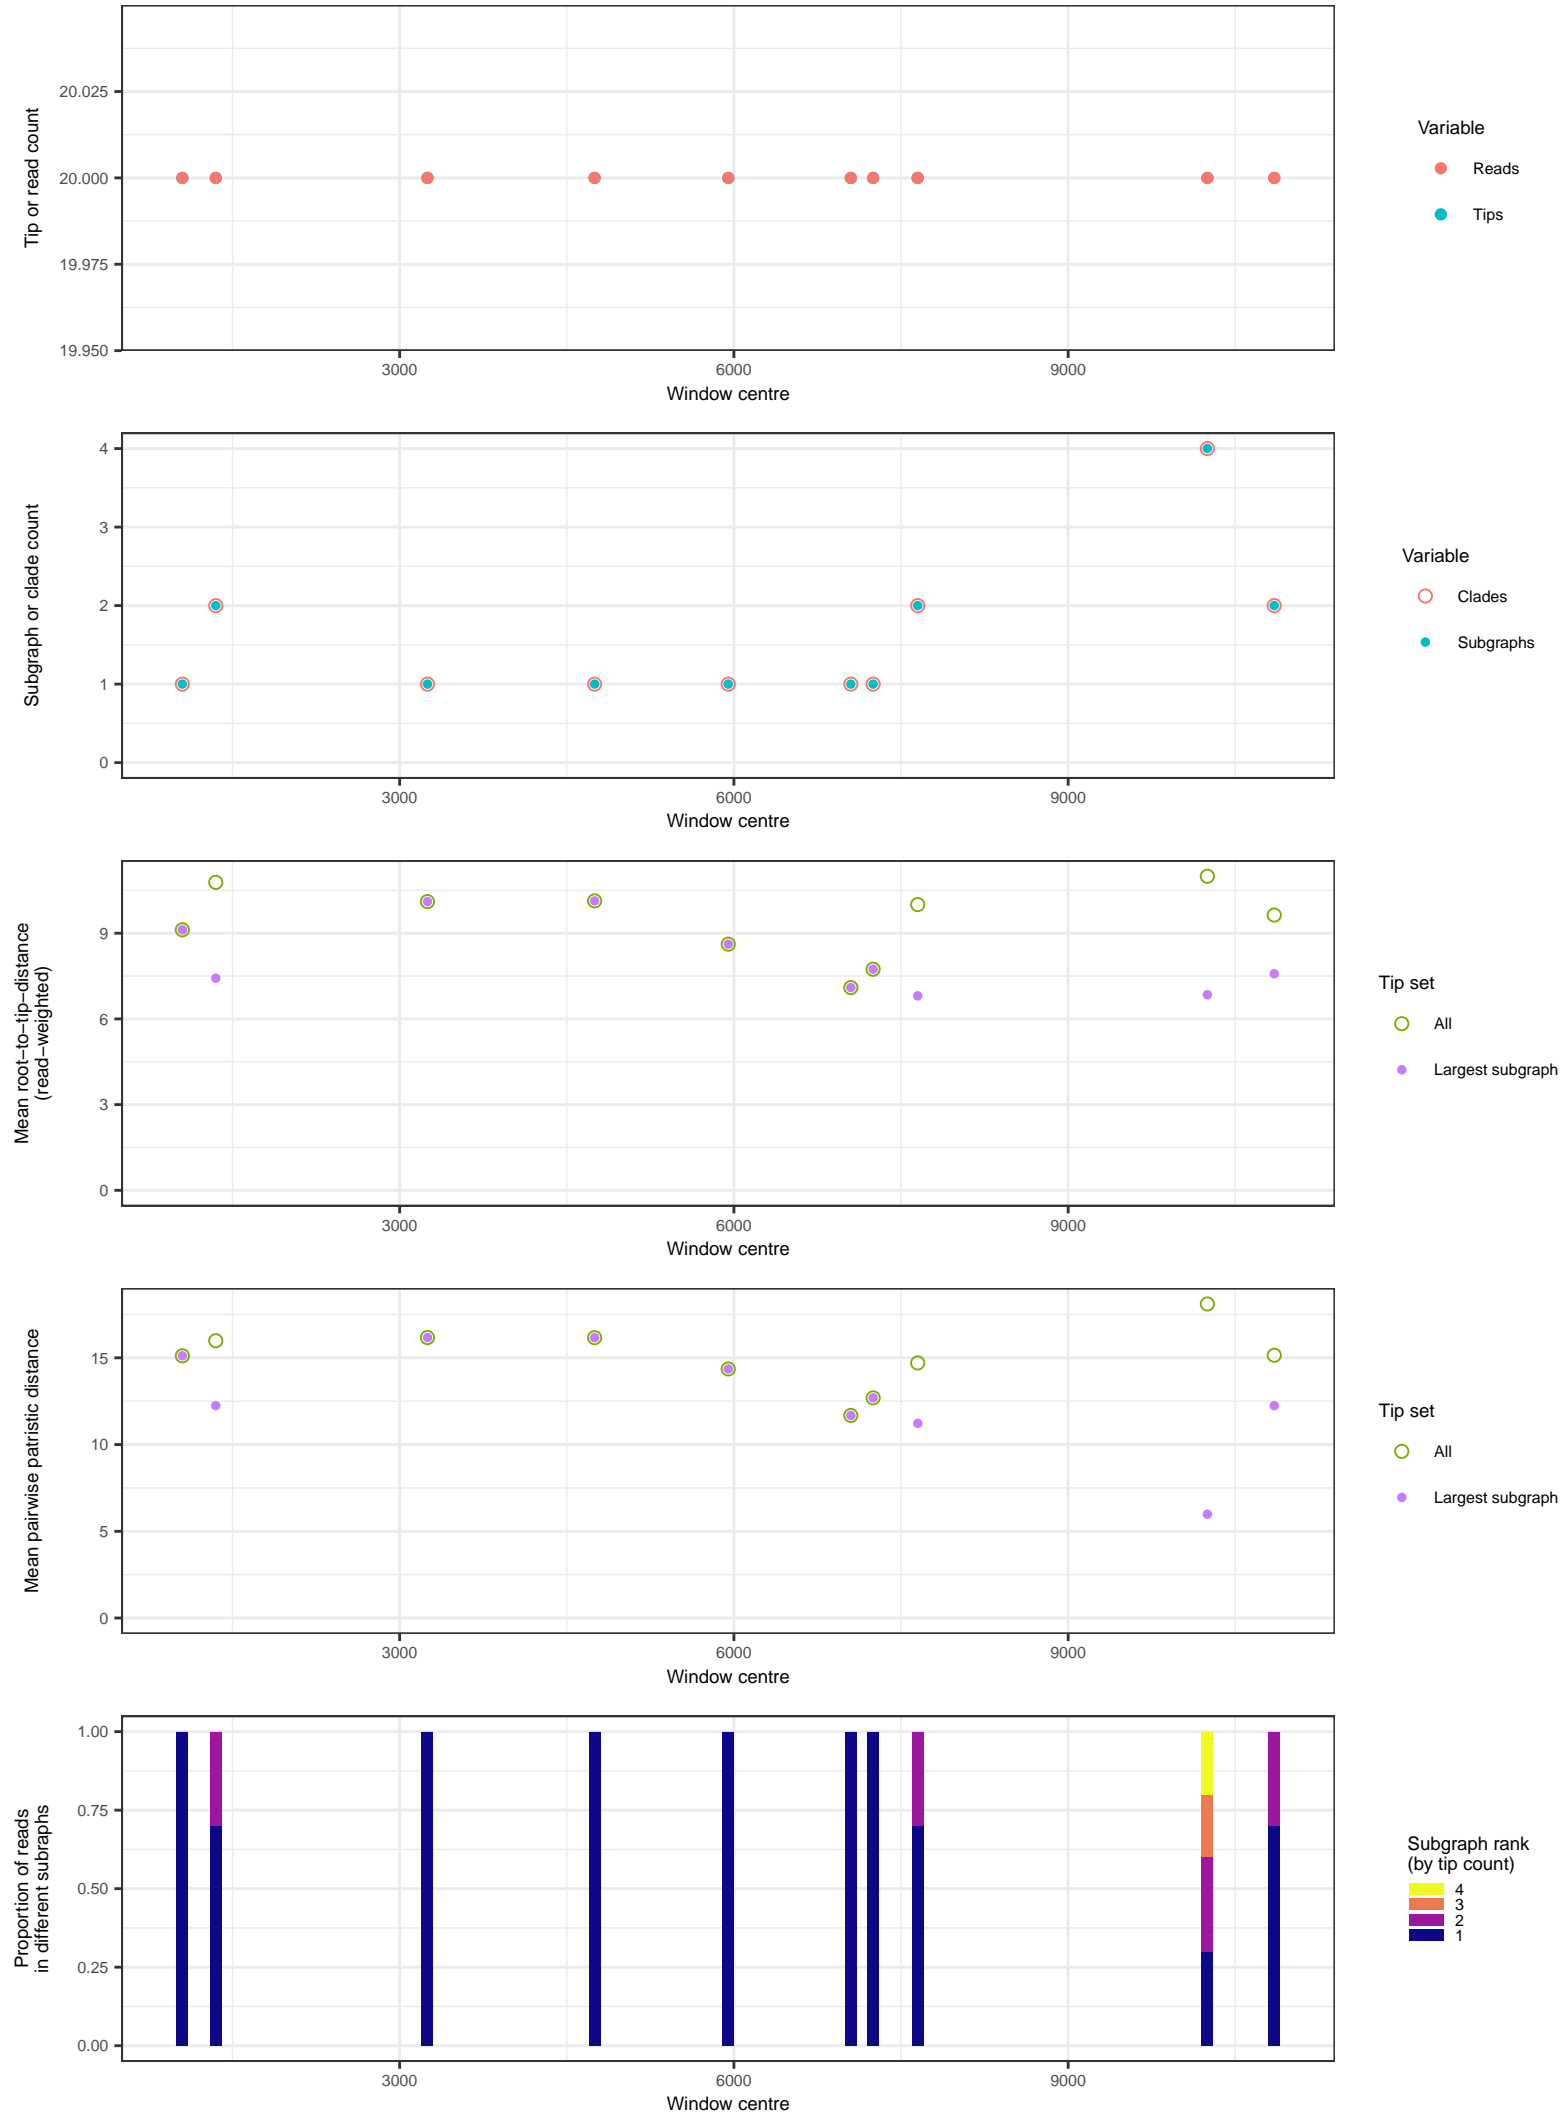 20.025
20.000
19.975
19.950
Tip or read count
3000
6000
9000
Window centre
Variable
Reads
Tips
4
3
2
1
0
Subgraph or clade count
3000
6000
9000
Window centre
Variable
Clades
Subgraphs
9
6
3
0
Mean root−to−tip−distance
(read−weighted)
3000
6000
9000
Window centre
Tip set
All
Largest subgraph
15
10
5
0
Mean pairwise patristic distance
3000
6000
9000
Window centre
Tip set
All
Largest subgraph
1.00
0.75
0.50
0.25
0.00
Proportion of reads
in different subraphs
3000
6000
9000
Window centre
Subgraph rank
(by tip count)
4
3
2
1